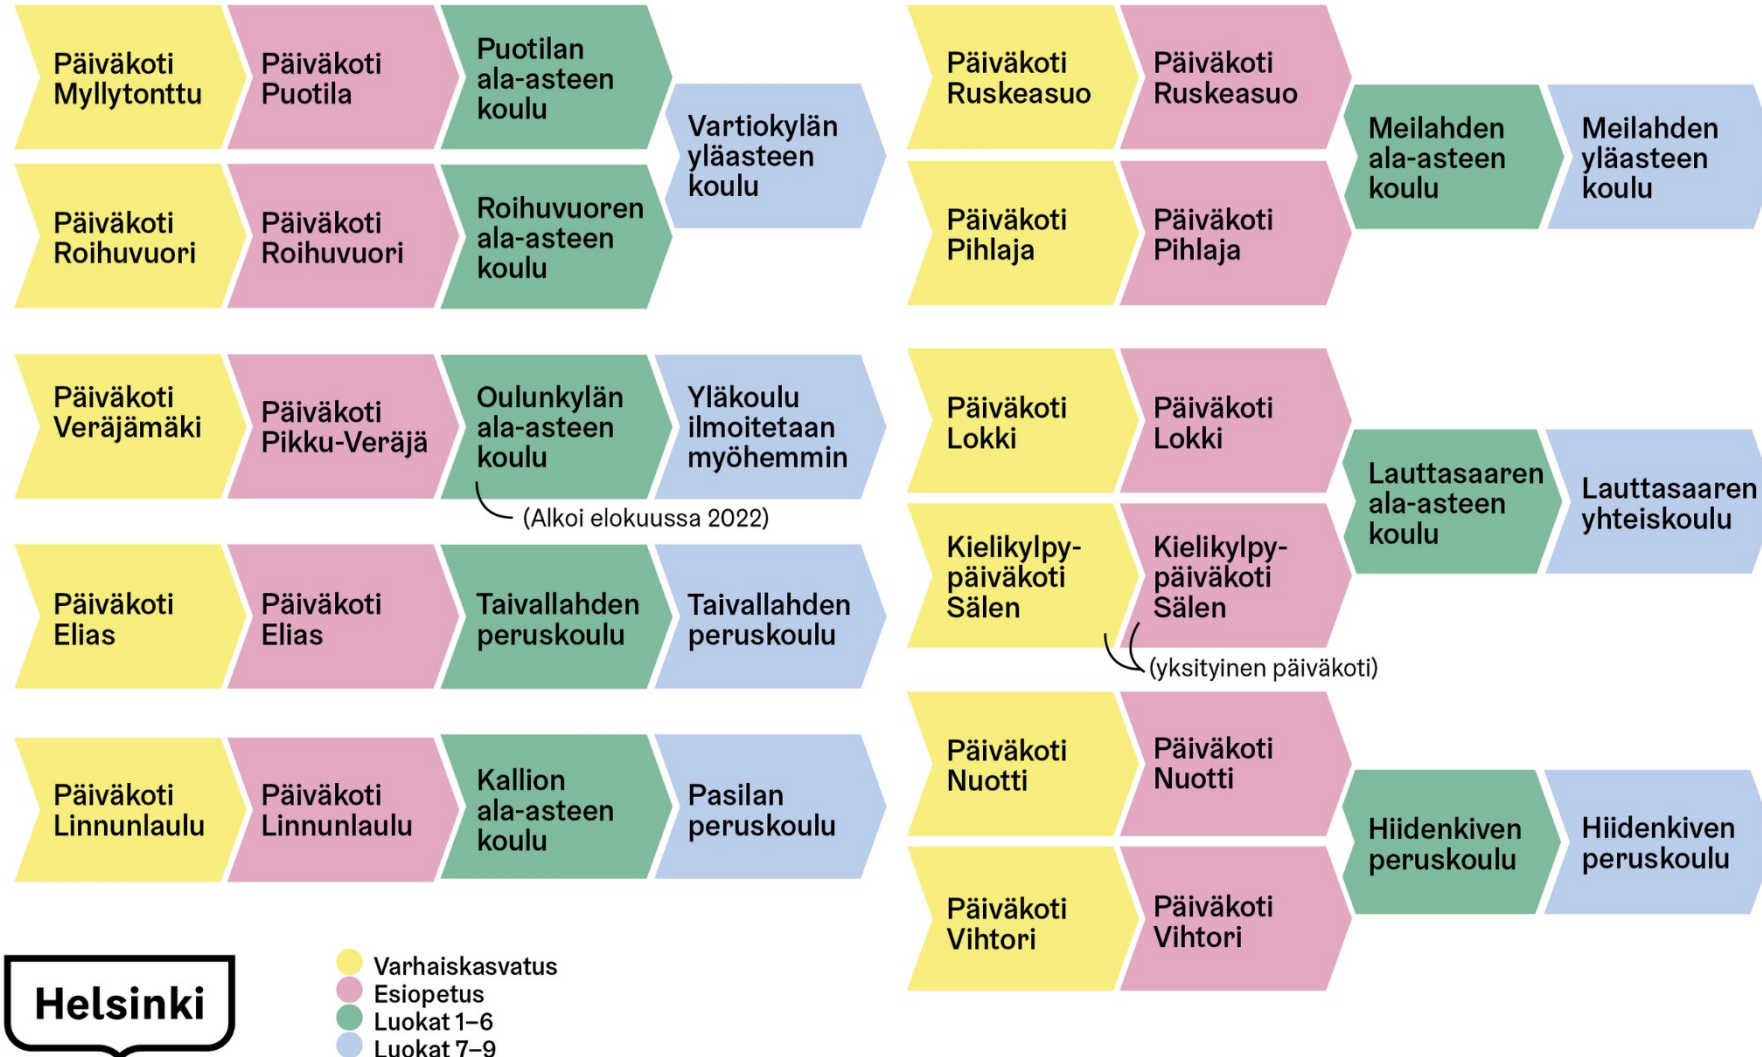 Päiväkoti
Myllytonttu
Päiväkoti
Puotila
Puotilan
ala-asteen
koulu
Päiväkoti
Roihuvuori
Päiväkoti
Roihuvuori
Roihuvuoren
ala-asteen
koulu
Vartiokylän
yläasteen
koulu
Päiväkoti
Veräjämäki
Päiväkoti
Pikku-Veräjä
Oulunkylän
ala-asteen
koulu
Yläkoulu
ilmoitetaan
myöhemmin
(Alkoi elokuussa 2022)
Päiväkoti
Elias
Päiväkoti
Elias
Taivallahden
peruskoulu
Taivallahden
peruskoulu
Päiväkoti
Linnunlaulu
Päiväkoti
Linnunlaulu
Kallion
ala-asteen
koulu
Pasilan
peruskoulu
Päiväkoti
Ruskeasuo
Päiväkoti
Ruskeasuo
Päiväkoti
Pihlaja
Päiväkoti
Pihlaja
Meilahden
ala-asteen
koulu
Meilahden
yläasteen
koulu
Päiväkoti
Lokki
Päiväkoti
Lokki
Kielikylpy-
päiväkoti
Sälen
Kielikylpy-
päiväkoti
Sälen
(yksityinen päiväkoti)
Lauttasaaren
ala-asteen
koulu
Lauttasaaren
yhteiskoulu
Päiväkoti
Nuotti
Päiväkoti
Nuotti
Päiväkoti
Vihtori
Päiväkoti
Vihtori
Hiidenkiven
peruskoulu
Hiidenkiven
peruskoulu
Helsinki
Varhaiskasvatus
Esiopetus
Luokat 1–6
Luokat 7–9